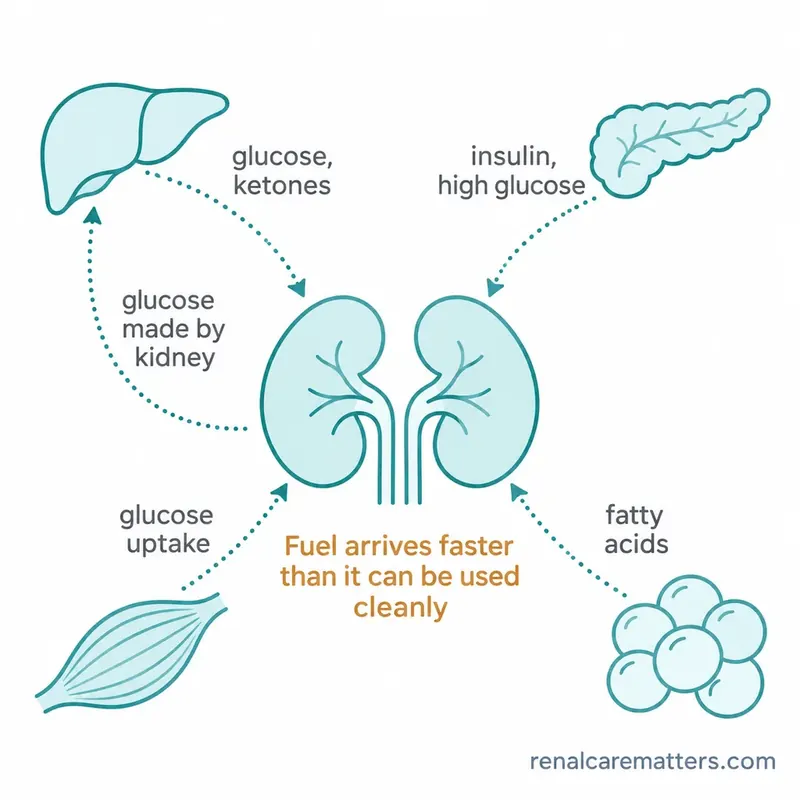 glucose,
ketones
insulin,
high glucose
glucose
made by
kidney
glucose
uptake
fatty
acids
Fuel arrives faster
than it can be used
cleanly
renalcarematters.com